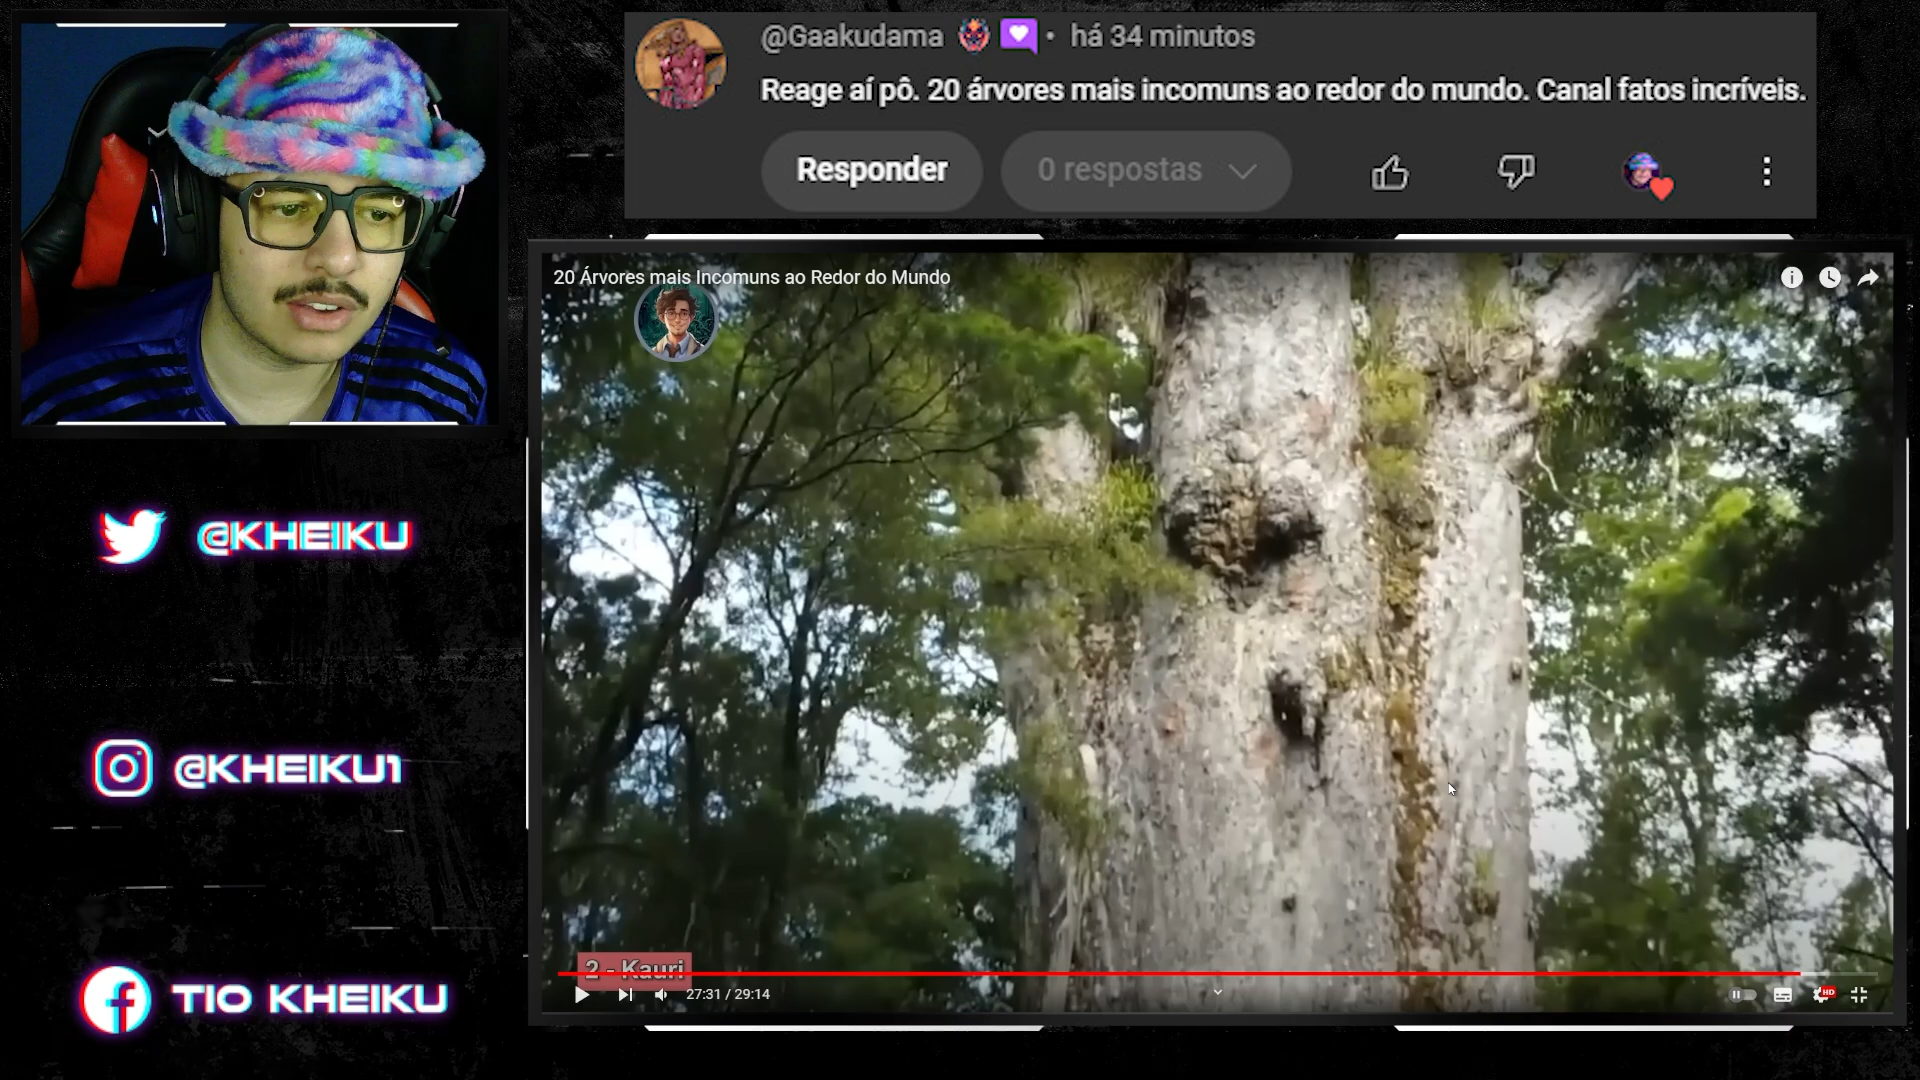 @Gaakudama • há 34 minutos
Reage aí pô. 20 árvores mais incomuns ao redor do mundo. Canal fatos incríveis.
Responder
0 respostas
20 Árvores mais Incomuns ao Redor do Mundo
@KHEIKU
@KHEIKU1
TIO KHEIKU
2 - Kauri
27:31 / 29:14
HD